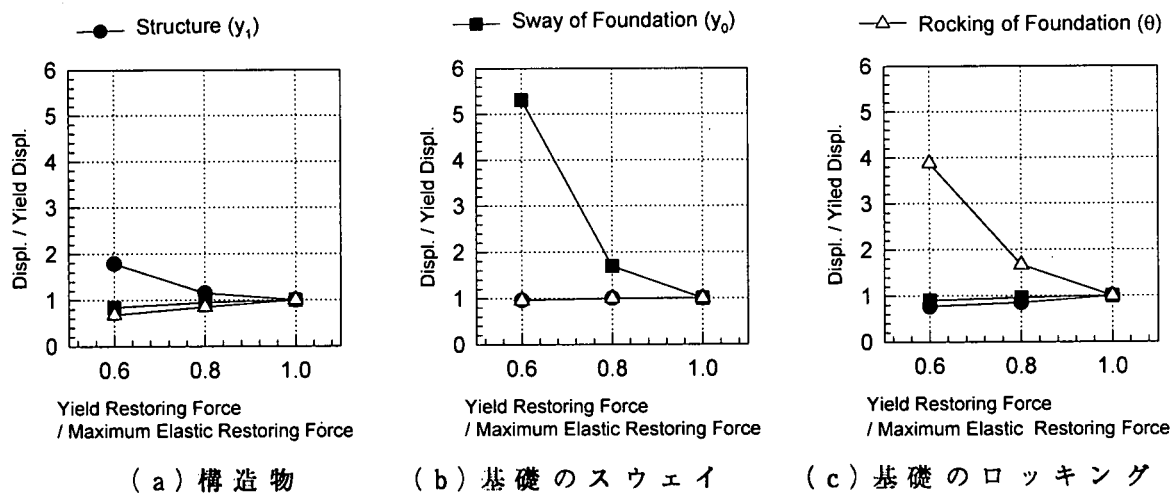 Structure (y₁)
Displ. / Yield Displ.
6
5
4
3
2
1
0
0.6 0.8 1.0
Yield Restoring Force
/ Maximum Elastic Restoring Force
(a) 構造物
Sway of Foundation (y₀)
Displ. / Yield Displ.
6
5
4
3
2
1
0
0.6 0.8 1.0
Yield Restoring Force
/ Maximum Elastic Restoring Force
(b) 基礎のスウェイ
Rocking of Foundation (θ)
Displ. / Yiled Displ.
6
5
4
3
2
1
0
0.6 0.8 1.0
Yield Restoring Force
/ Maximum Elastic Restoring Force
(c) 基礎のロッキング